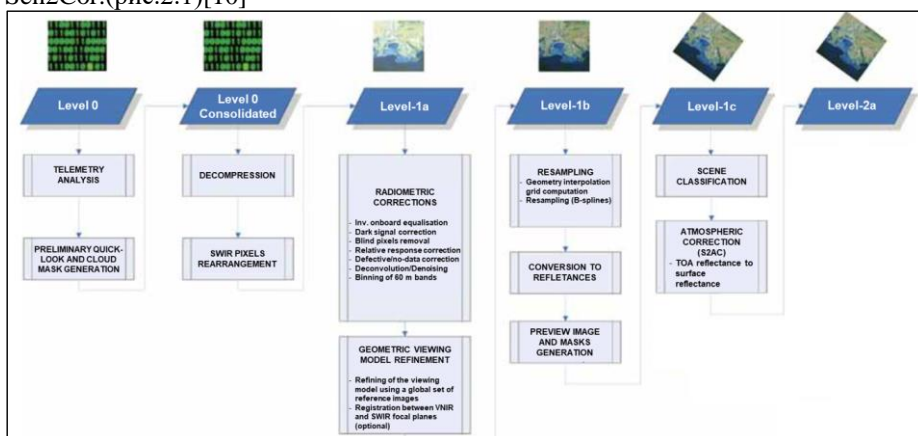 Sen2Cor.(рис.2.1)[10]
Level 0
TELEMETRY
ANALYSIS
PRELIMINARY QUICK-
LOOK AND CLOUD
MASK GENERATION
Level 0
Consolidated
DECOMPRESSION
SWIR PIXELS
REARRANGEMENT
Level-1a
RADIOMETRIC
CORRECTIONS
- Inv. onboard equalisation
- Dark signal correction
- Blind pixels removal
- Relative response correction
- Defective/no-data correction
- Deconvolution/Denoising
- Binning of 60 m bands
GEOMETRIC VIEWING
MODEL REFINEMENT
- Refining of the viewing
model using a global set of
reference images
- Registration between VNIR
and SWIR focal planes
(optional)
Level-1b
RESAMPLING
- Geometry interpolation
grid computation
- Resampling (B-splines)
CONVERSION TO
REFLETANCES
PREVIEW IMAGE
AND MASKS
GENERATION
Level-1c
SCENE
CLASSIFICATION
ATMOSPHERIC
CORRECTION
(S2AC)
- TOA reflectance to
surface
reflectance
Level-2a